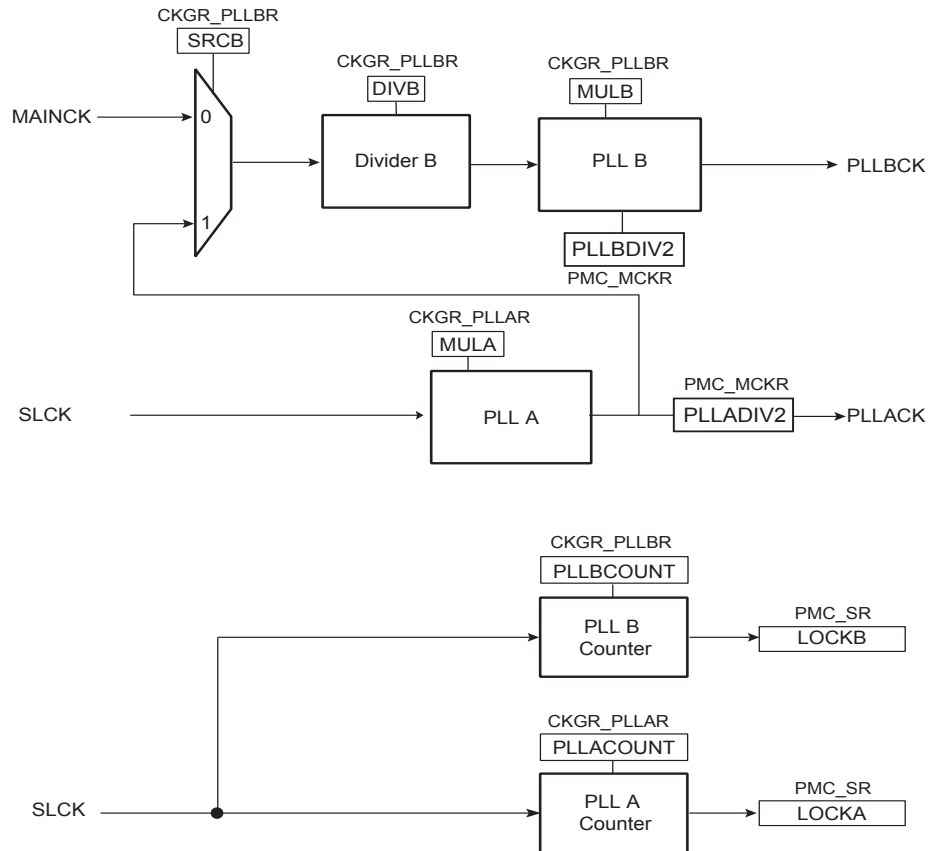 CKGR_PLLBR
SRCB
CKGR_PLLBR
DIVB
CKGR_PLLBR
MULB
MAINCK
0
Divider B
PLL B
PLLBCK
1
PLLBDIV2
PMC_MCKR
CKGR_PLLAR
MULA
PMC_MCKR
SLCK
PLL A
PLLADIV2
PLLACK
CKGR_PLLBR
PLLBCOUNT
PLL B
Counter
PMC_SR
LOCKB
CKGR_PLLAR
PLLACOUNT
SLCK
PLL A
Counter
PMC_SR
LOCKA